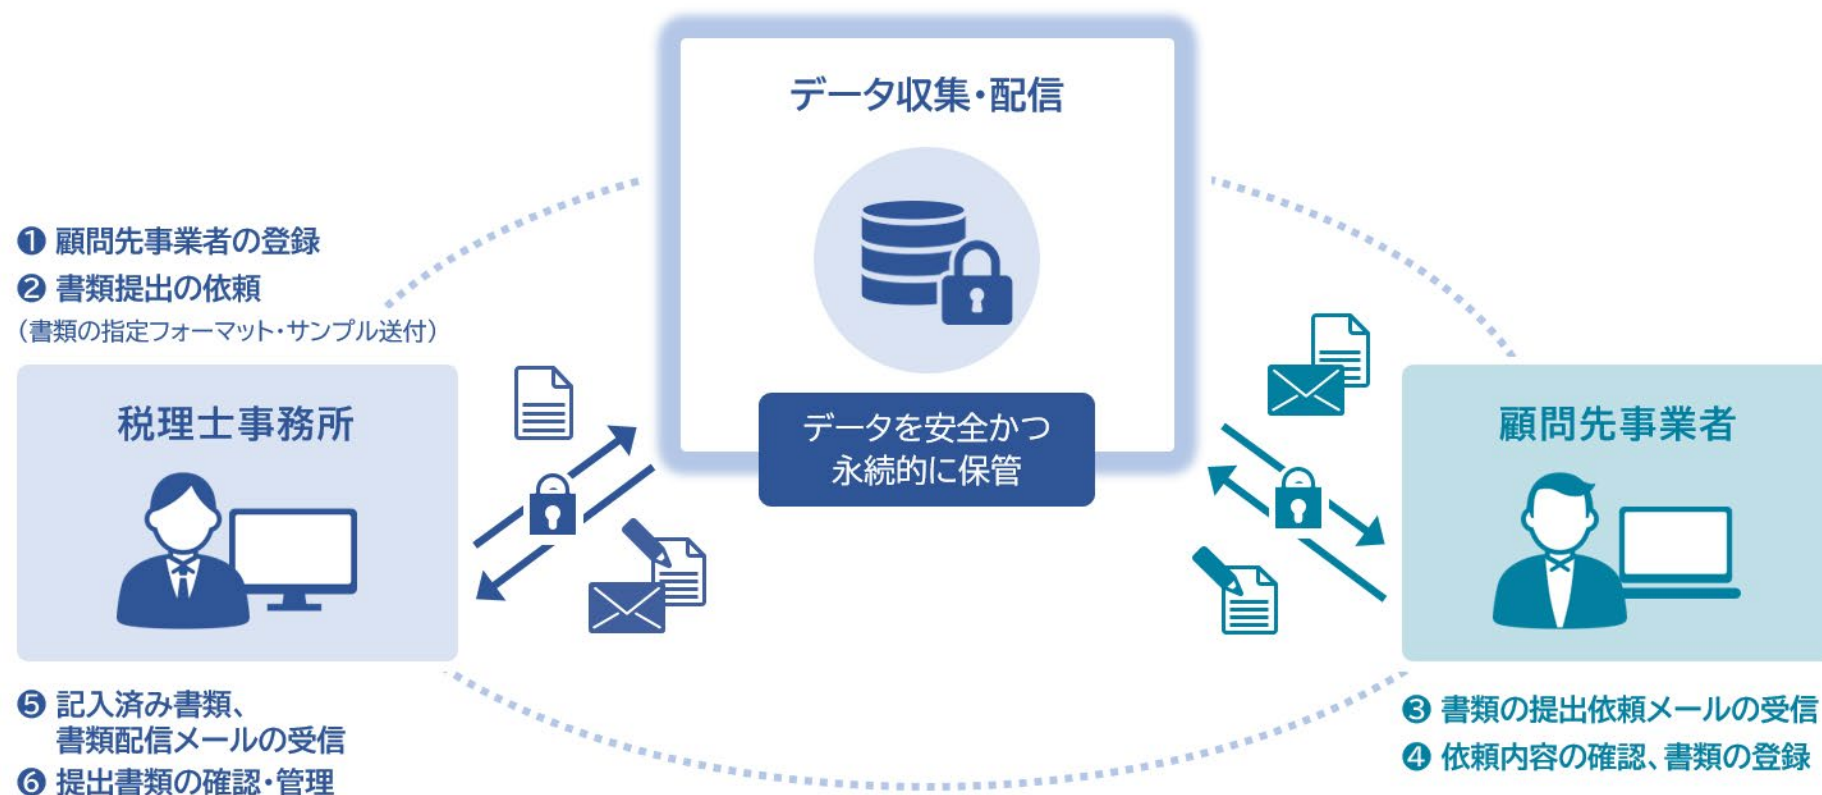 データ収集・配信
データを安全かつ
永続的に保管
❶ 顧問先事業者の登録
❷ 書類提出の依頼
（書類の指定フォーマット・サンプル送付）
税理士事務所
顧問先事業者
❸ 書類の提出依頼メールの受信
❹ 依頼内容の確認、書類の登録
❺ 記入済み書類、
書類配信メールの受信
❻ 提出書類の確認・管理